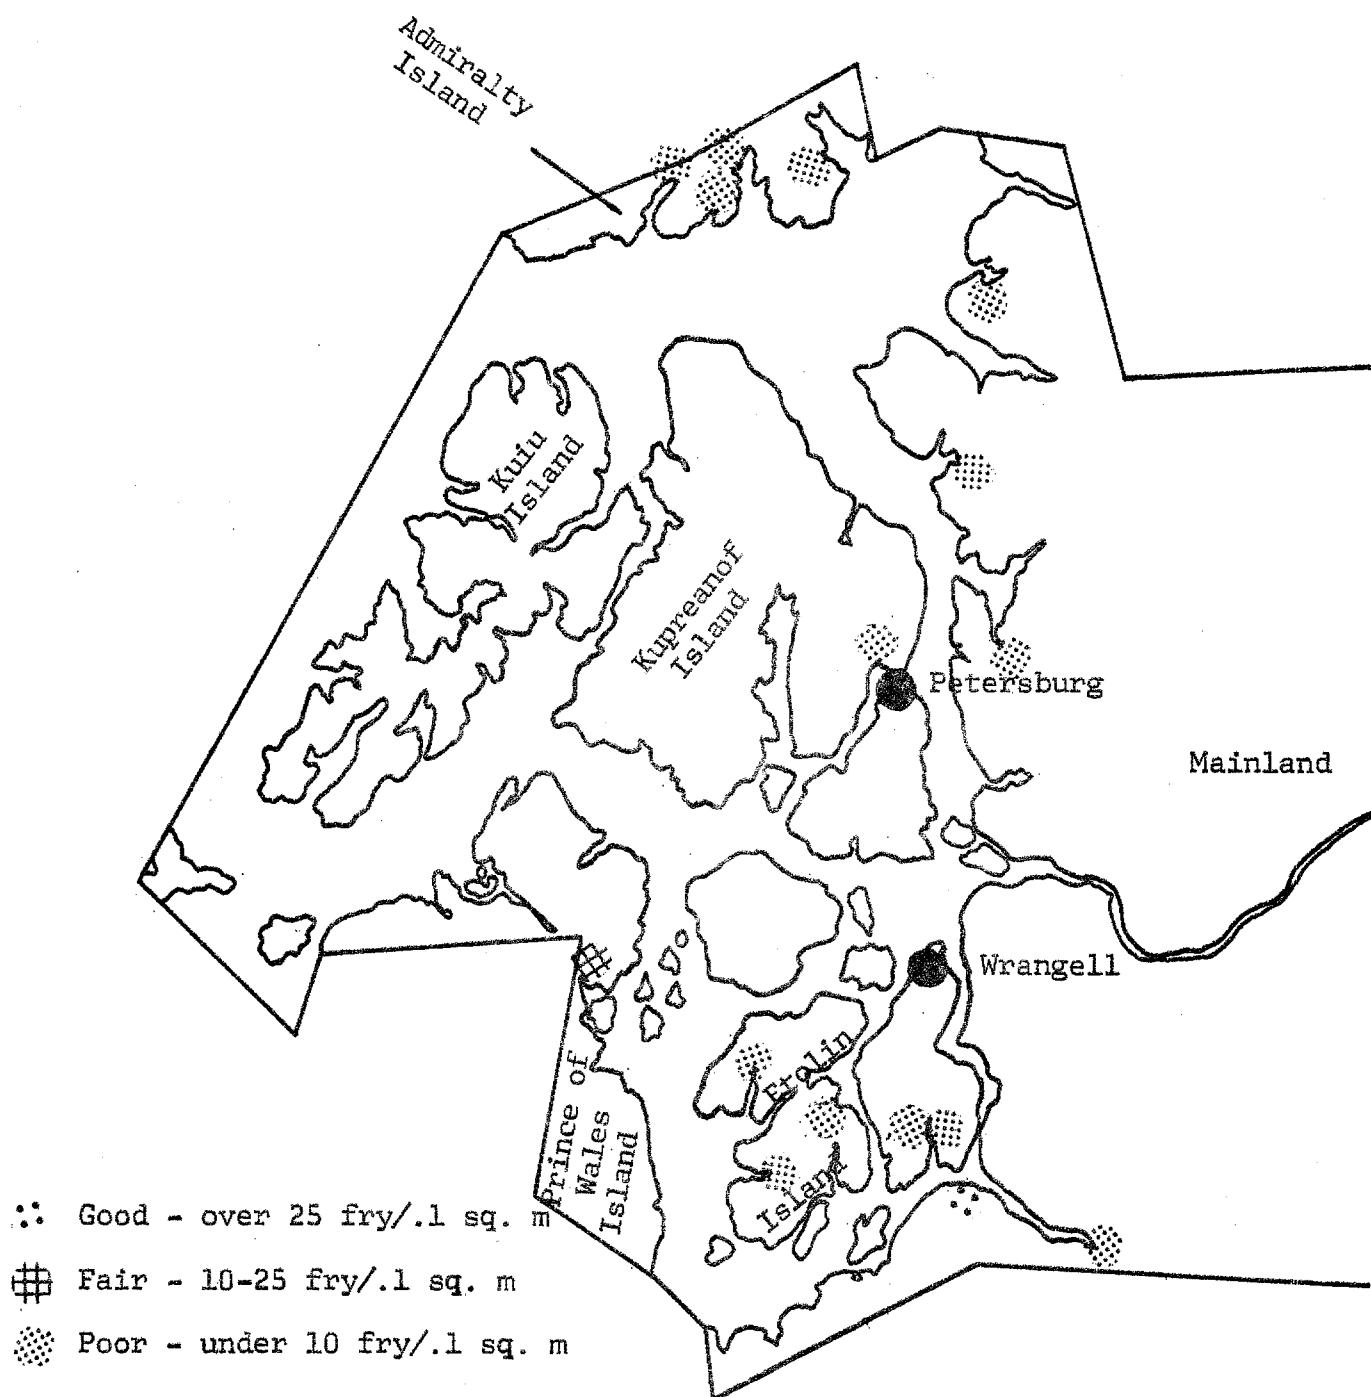 Admiralty
Island
Kuiu
Island
Kupreanof
Island
Petersburg
Mainland
Wrangell
Etolin
Island
Prince of
Wales
Island
Good - over 25 fry/.1 sq. m
Fair - 10-25 fry/.1 sq. m
Poor - under 10 fry/.1 sq. m